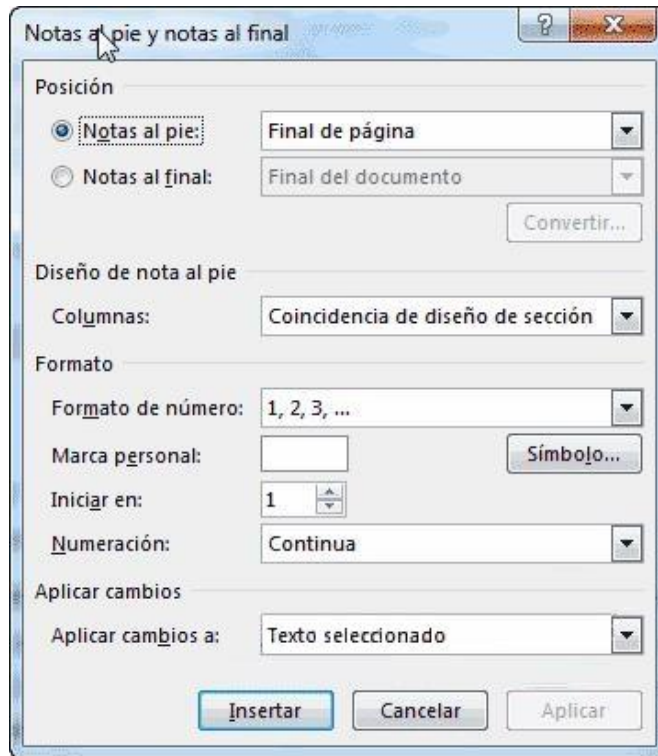 Notas al pie y notas al final
Posición
Notas al pie: Final de página
Notas al final: Final del documento
Convertir...
Diseño de nota al pie
Columnas: Coincidencia de diseño de sección
Formato
Formato de número: 1, 2, 3, ...
Marca personal: Símbolo...
Iniciar en: 1
Numeración: Continua
Aplicar cambios
Aplicar cambios a: Texto seleccionado
Insertar Cancelar Aplicar